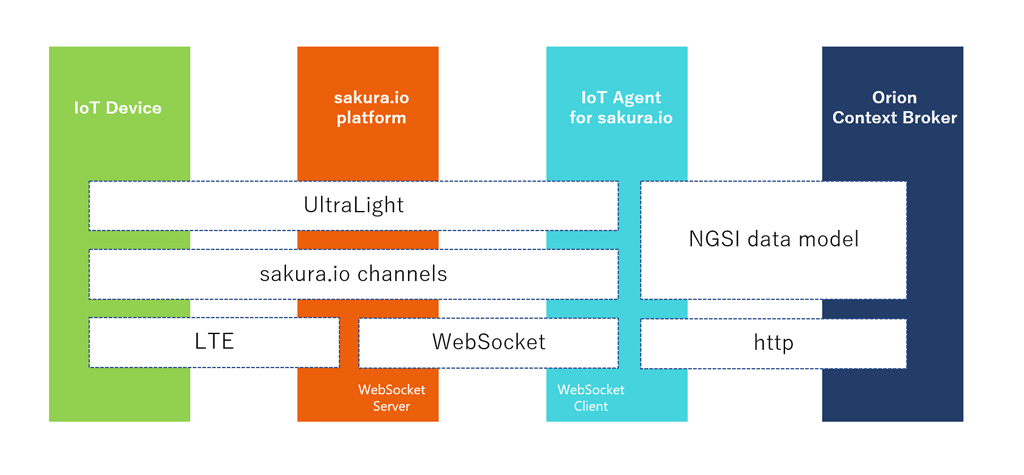 IoT Device
sakura.io
platform
IoT Agent
for sakura.io
Orion
Context Broker
UltraLight
NGSI data model
sakura.io channels
LTE
WebSocket
http
WebSocket
Server
WebSocket
Client